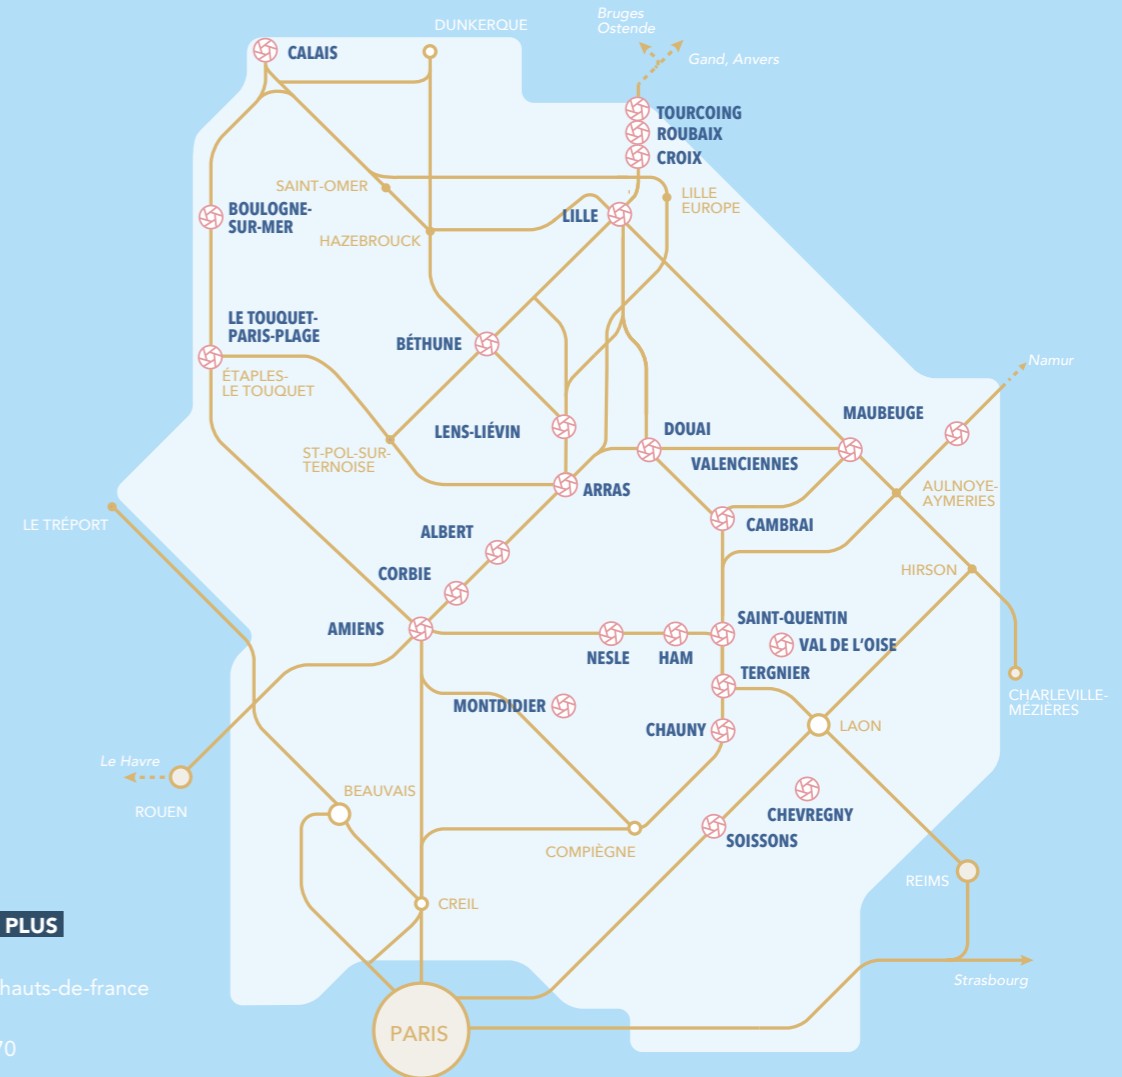 Bruges
Ostende
DUNKERQUE
CALAIS
Gand, Anvers
TOURCOING
ROUBAIX
CROIX
SAINT-OMER
LILLE
EUROPE
BOULOGNE-
SUR-MER
LILLE
HAZEBROUCK
LE TOUQUET-
PARIS-PLAGE
BÉTHUNE
Namur
ÉTAPLES-
LE TOUQUET
MAUBEUGE
LENS-LIÉVIN
DOUAI
ST-POL-SUR-
TERNOISE
VALENCIENNES
ARRAS
AULNOYE-
AYMERIES
LE TRÉPORT
CAMBRAI
ALBERT
CORBIE
HIRSON
AMIENS
SAINT-QUENTIN
VAL DE L'OISE
NESLE
HAM
TERGNIER
CHARLEVILLE-
MÉZIÈRES
MONTDIDIER
CHAUNY
LAON
Le Havre
BEAUVAIS
ROUEN
CHEVREGNY
SOISSONS
COMPIÈGNE
REIMS
CREIL
PLUS
Strasbourg
hauts-de-france
PARIS
70